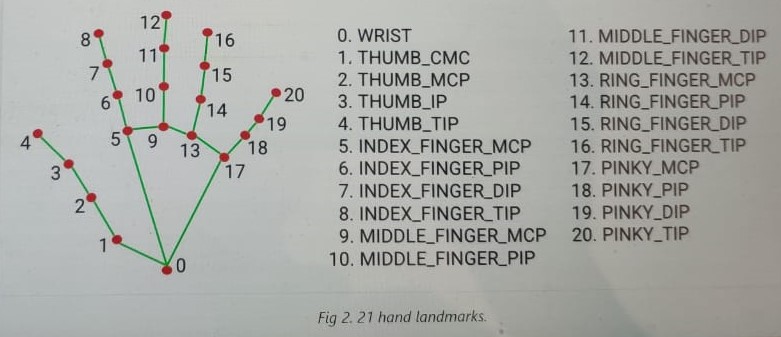 12
8
16
11
7
15
6
10
20
14
4
5
9
19
13
18
3
17
2
1
0
0. WRIST
1. THUMB_CMC
2. THUMB_MCP
3. THUMB_IP
4. THUMB_TIP
5. INDEX_FINGER_MCP
6. INDEX_FINGER_PIP
7. INDEX_FINGER_DIP
8. INDEX_FINGER_TIP
9. MIDDLE_FINGER_MCP
10. MIDDLE_FINGER_PIP
11. MIDDLE_FINGER_DIP
12. MIDDLE_FINGER_TIP
13. RING_FINGER_MCP
14. RING_FINGER_PIP
15. RING_FINGER_DIP
16. RING_FINGER_TIP
17. PINKY_MCP
18. PINKY_PIP
19. PINKY_DIP
20. PINKY_TIP
Fig 2. 21 hand landmarks.